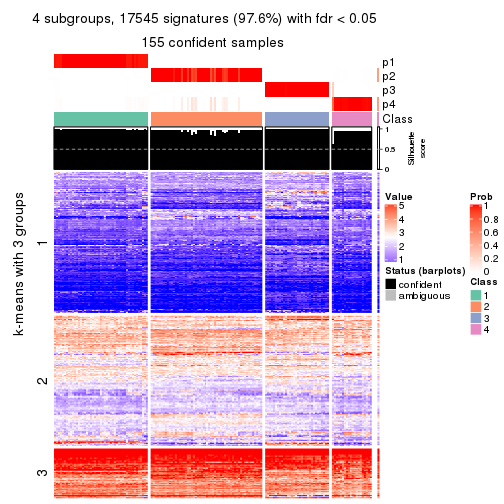 4 subgroups, 17545 signatures (97.6%) with fdr < 0.05
155 confident samples
p1
p2
p3
p4
Class
1
0.5
0
Silhouette
score
k-means with 3 groups
1
2
3
Value
5
4
3
2
1
Status (barplots)
confident
ambiguous
Prob
1
0.8
0.6
0.4
0.2
0
Class
1
2
3
4